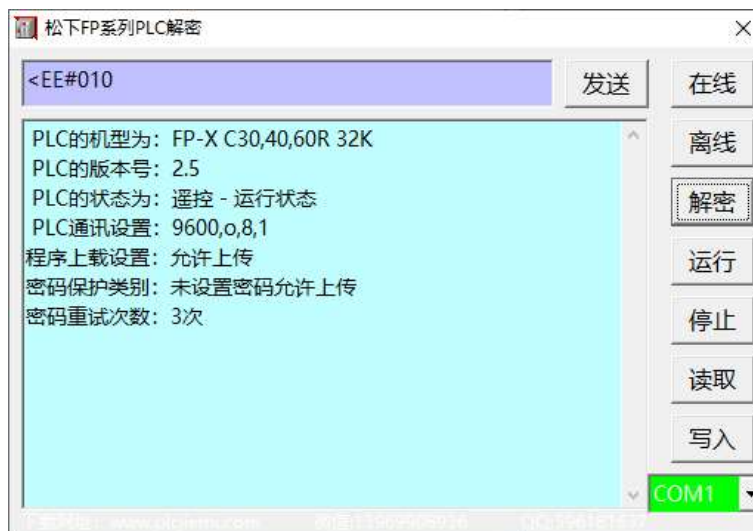 松下FP系列PLC解密
<EE#010
发送
在线
PLC的机型为：FP-X C30,40,60R 32K
离线
PLC的版本号：2.5
PLC的状态为：遥控 - 运行状态
解密
PLC通讯设置：9600,o,8,1
程序上载设置：允许上传
运行
密码保护类别：未设置密码允许上传
密码重试次数：3次
停止
读取
写入
COM1